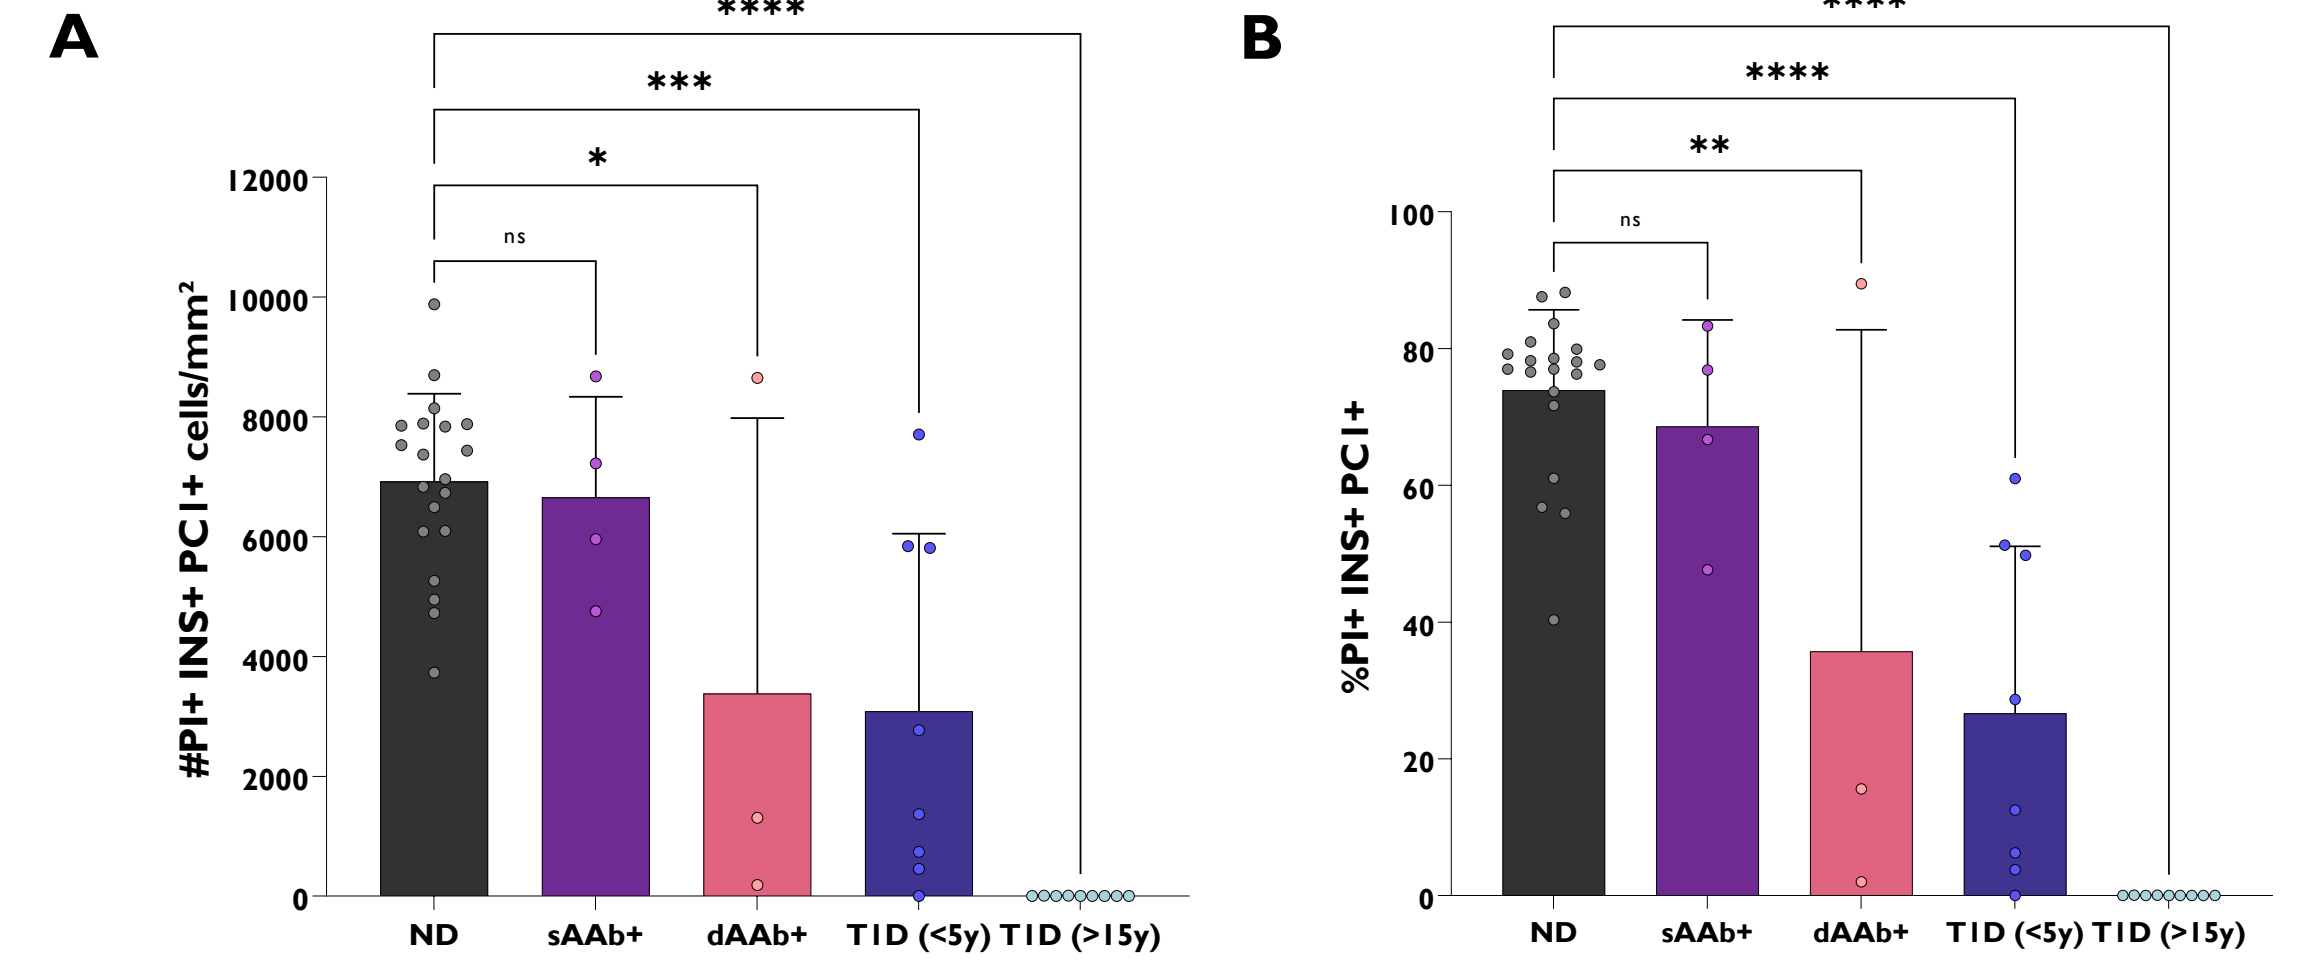 A
****
***
*
ns
12000
10000
8000
6000
4000
2000
0
#PI+ INS+ PC1+ cells/mm²
ND sAAb+ dAAb+ T1D (<5y) T1D (>15y)
B
****
****
**
ns
100
80
60
40
20
0
%PI+ INS+ PC1+
ND sAAb+ dAAb+ T1D (<5y) T1D (>15y)